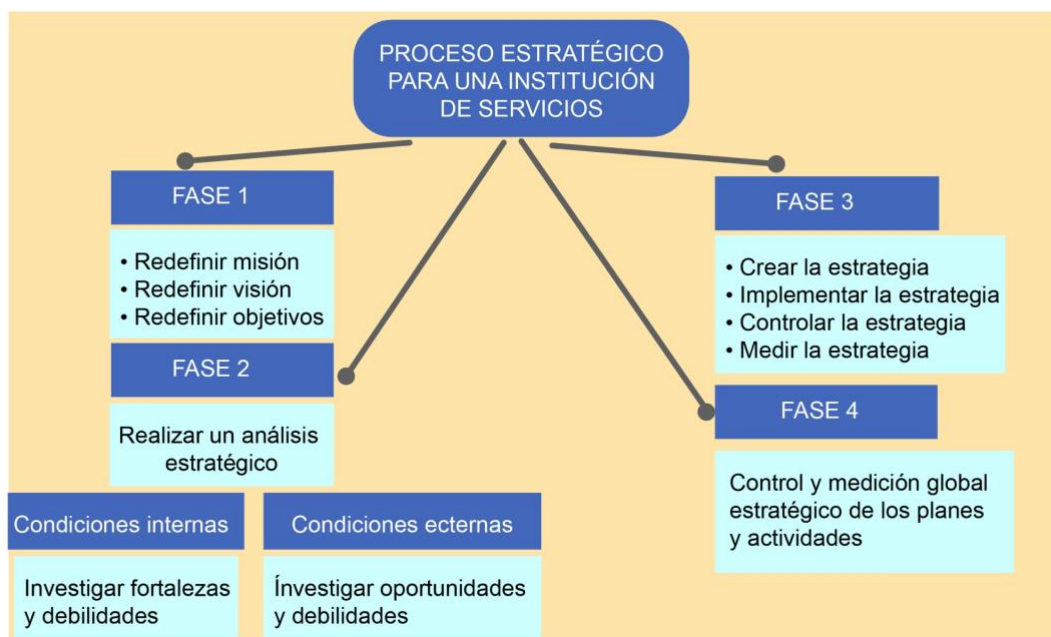 PROCESO ESTRATÉGICO
PARA UNA INSTITUCIÓN
DE SERVICIOS
FASE 1
• Redefinir misión
• Redefinir visión
• Redefinir objetivos
FASE 2
Realizar un análisis
estratégico
Condiciones internas
Investigar fortalezas
y debilidades
Condiciones ecternas
Ínvestigar oportunidades
y debilidades
FASE 3
• Crear la estrategia
• Implementar la estrategia
• Controlar la estrategia
• Medir la estrategia
FASE 4
Control y medición global
estratégico de los planes
y actividades